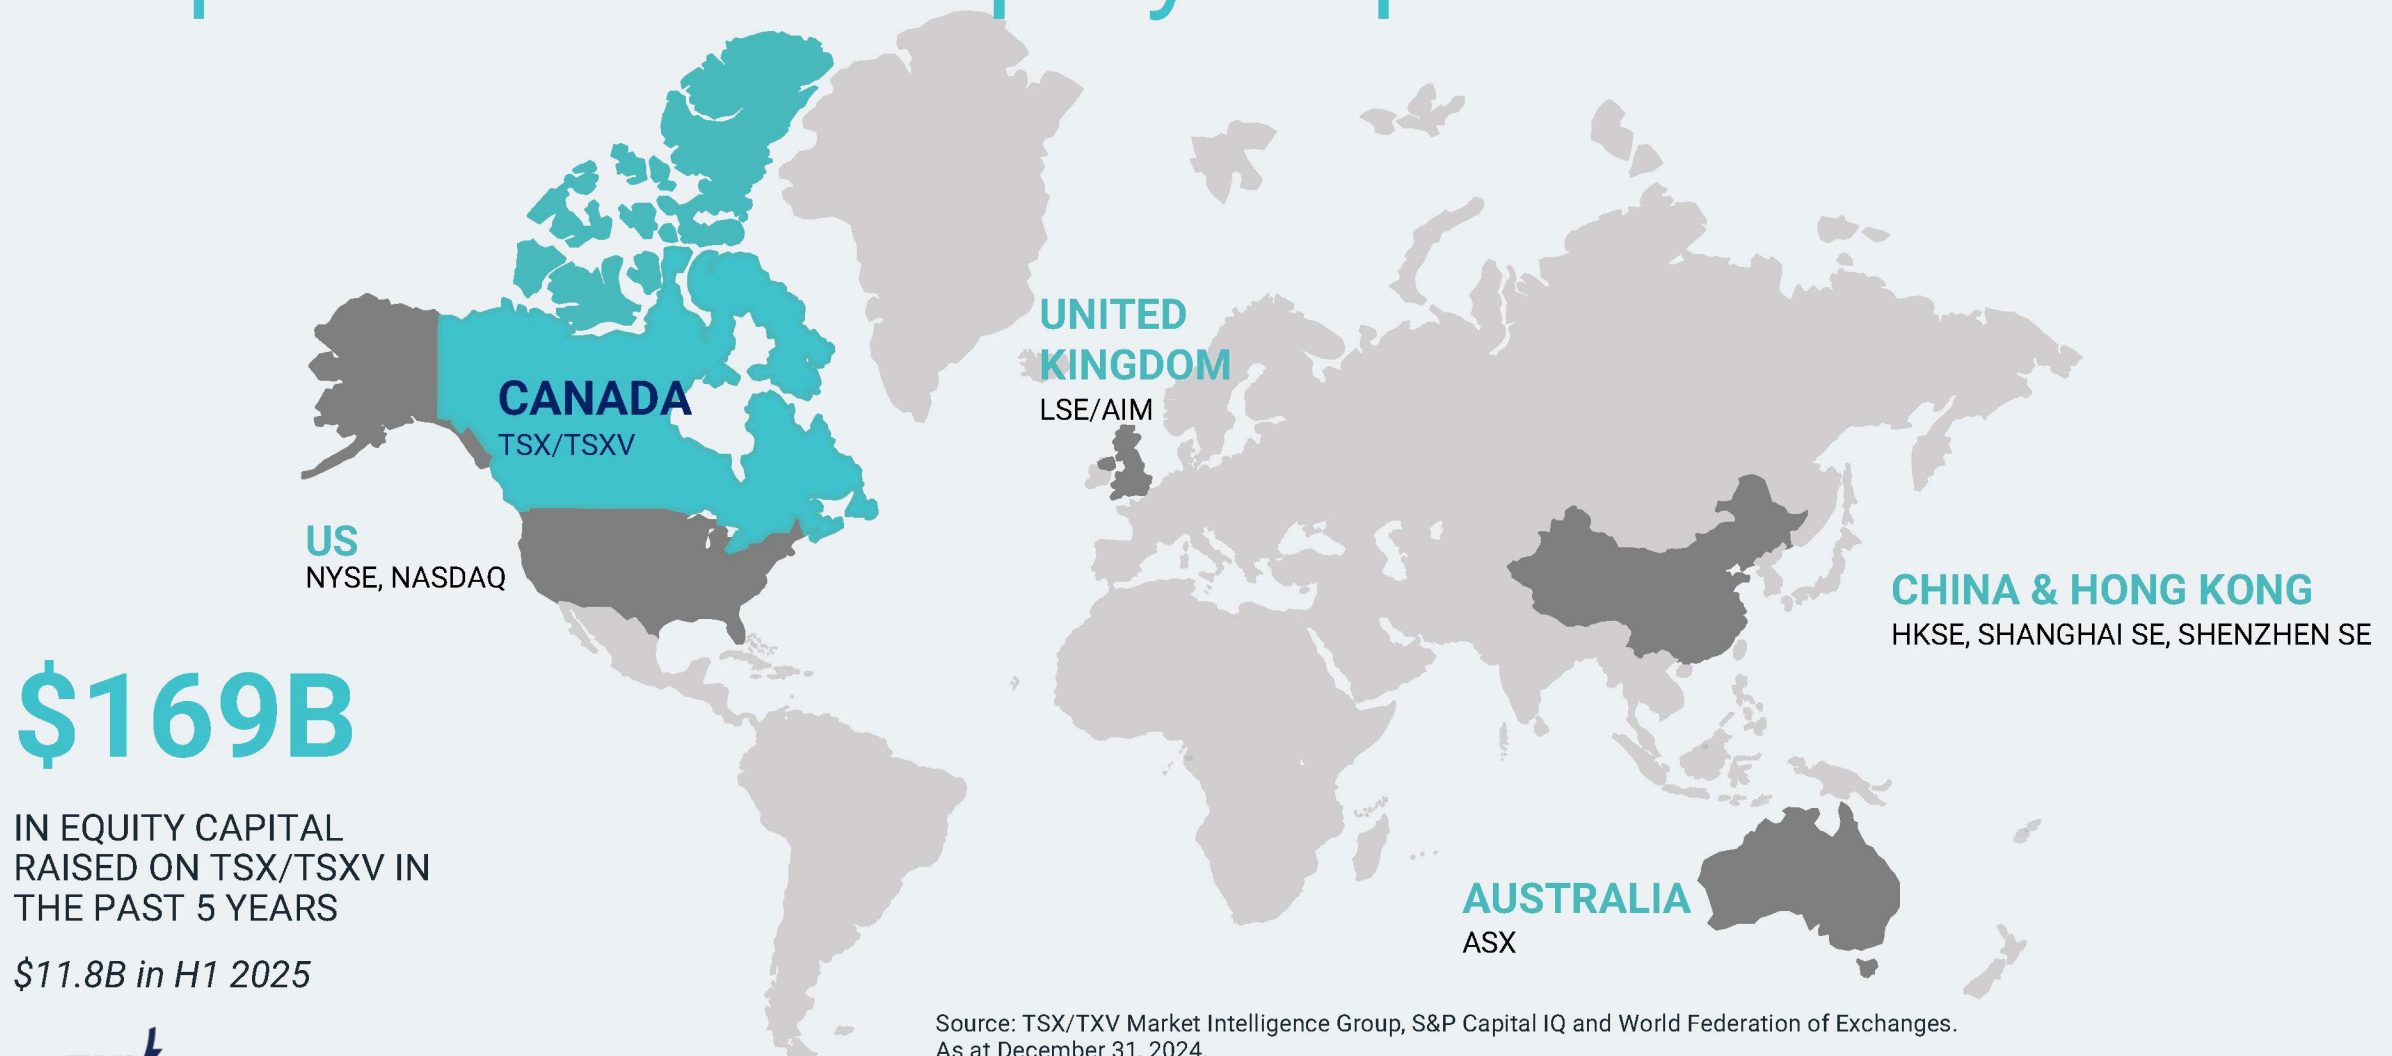 UNITED
KINGDOM
LSE/AIM
CANADA
TSX/TSXV
US
NYSE, NASDAQ
CHINA & HONG KONG
HKSE, SHANGHAI SE, SHENZHEN SE
$169B
IN EQUITY CAPITAL
RAISED ON TSX/TSXV IN
THE PAST 5 YEARS
$11.8B in H1 2025
AUSTRALIA
ASX
Source: TSX/TXV Market Intelligence Group, S&P Capital IQ and World Federation of Exchanges.
As at December 31, 2024.